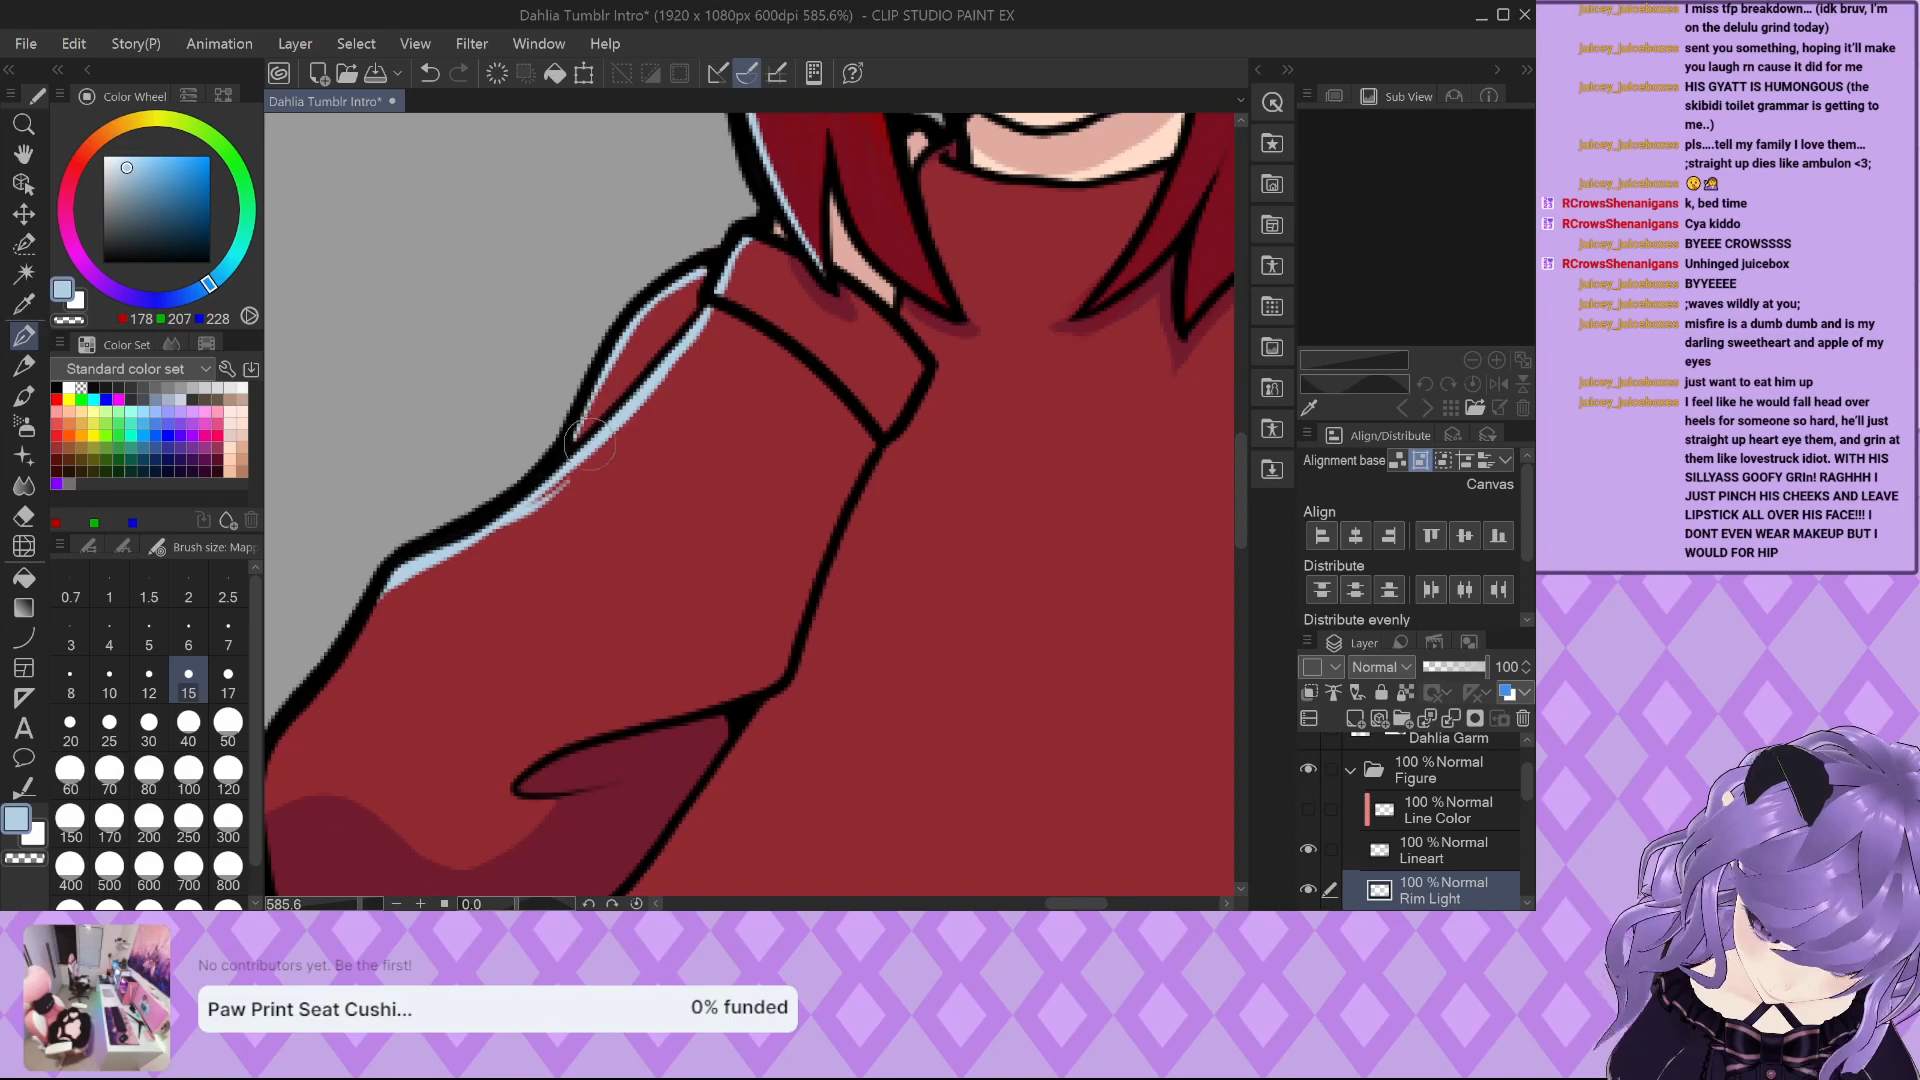 Dahlia Tumblr Intro* (1920 x 1080px 600dpi 585.6%) - CLIP STUDIO PAINT EX
File Edit Story(P) Animation Layer Select View Filter Window Help
Dahlia Tumblr Intro*
Color Wheel
178 207 228
Color Set
Standard color set
Brush size: Mapp
0.7 1 1.5 2 2.5
3 4 5 6 7
8 10 12 15 17
20 25 30 40 50
60 70 80 100 120
150 170 200 250 300
400 500 600 700 800
585.6 0.0
Sub View
Align/Distribute
Alignment base
Canvas
Align
Distribute
Distribute evenly
Layer
Normal 100
Dahlia Garm
100 % Normal
Figure
100 % Normal
Line Color
100 % Normal
Lineart
100 % Normal
Rim Light
juicey_juiceboxes I miss tfp breakdown... (idk bruv, I'm
on the delulu grind today)
juicey_juiceboxes sent you something, hoping it'll make
you laugh rn cause it did for me
juicey_juiceboxes HIS GYATT IS HUMONGOUS (the
skibidi toilet grammar is getting to
me..)
juicey_juiceboxes pls....tell my family I love them...
;straight up dies like ambulon <3;
juicey_juiceboxes
RCrowsShenanigans k, bed time
RCrowsShenanigans Cya kiddo
juicey_juiceboxes BYEEE CROWSSSS
RCrowsShenanigans Unhinged juicebox
juicey_juiceboxes BYYEEEE
juicey_juiceboxes ;waves wildly at you;
juicey_juiceboxes misfire is a dumb dumb and is my
darling sweetheart and apple of my
eyes
juicey_juiceboxes just want to eat him up
juicey_juiceboxes I feel like he would fall head over
heels for someone so hard, he'll just
straight up heart eye them, and grin at
them like lovestruck idiot. WITH HIS
SILLYASS GOOFY GRIn! RAGHHH I
JUST PINCH HIS CHEEKS AND LEAVE
LIPSTICK ALL OVER HIS FACE!!! I
DONT EVEN WEAR MAKEUP BUT I
WOULD FOR HIP
No contributors yet. Be the first!
Paw Print Seat Cushi... 0% funded